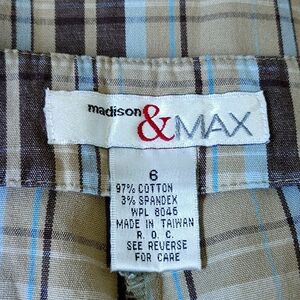 madison&MAX
6
97% COTTON
3% SPANDEX
WPL 8046
MADE IN TAIWAN
R. O. C.
SEE REVERSE
FOR CARE